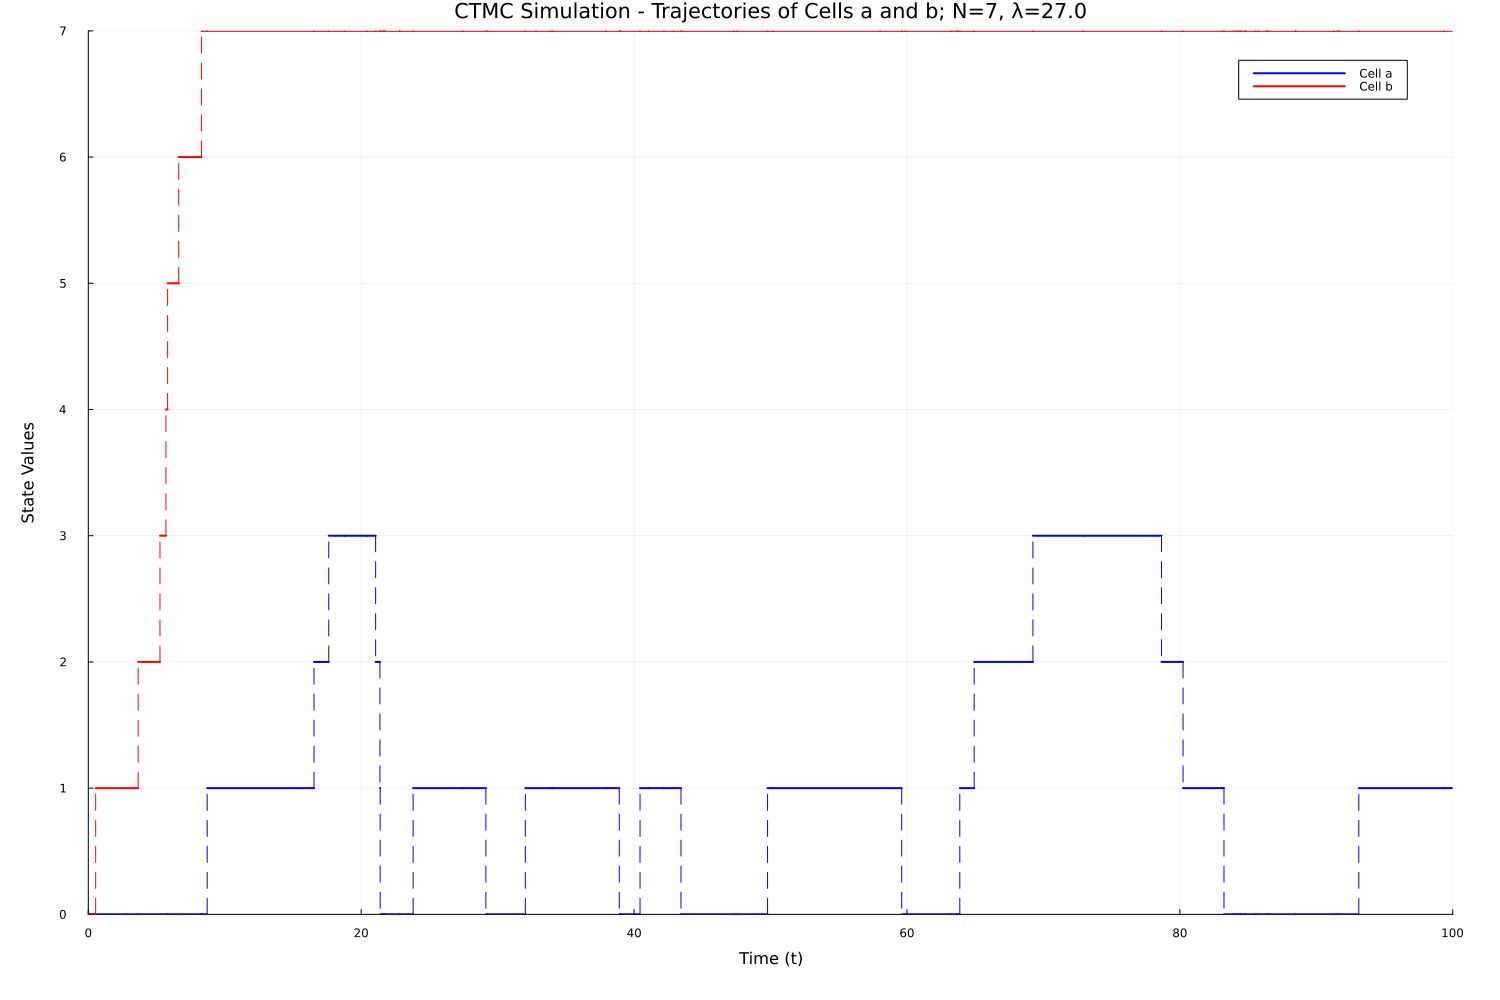 CTMC Simulation - Trajectories of Cells a and b; N=7, λ=27.0
7
Cell a
Cell b
6
5
4
State Values
3
2
1
0
0 20 40 60 80 100
Time (t)